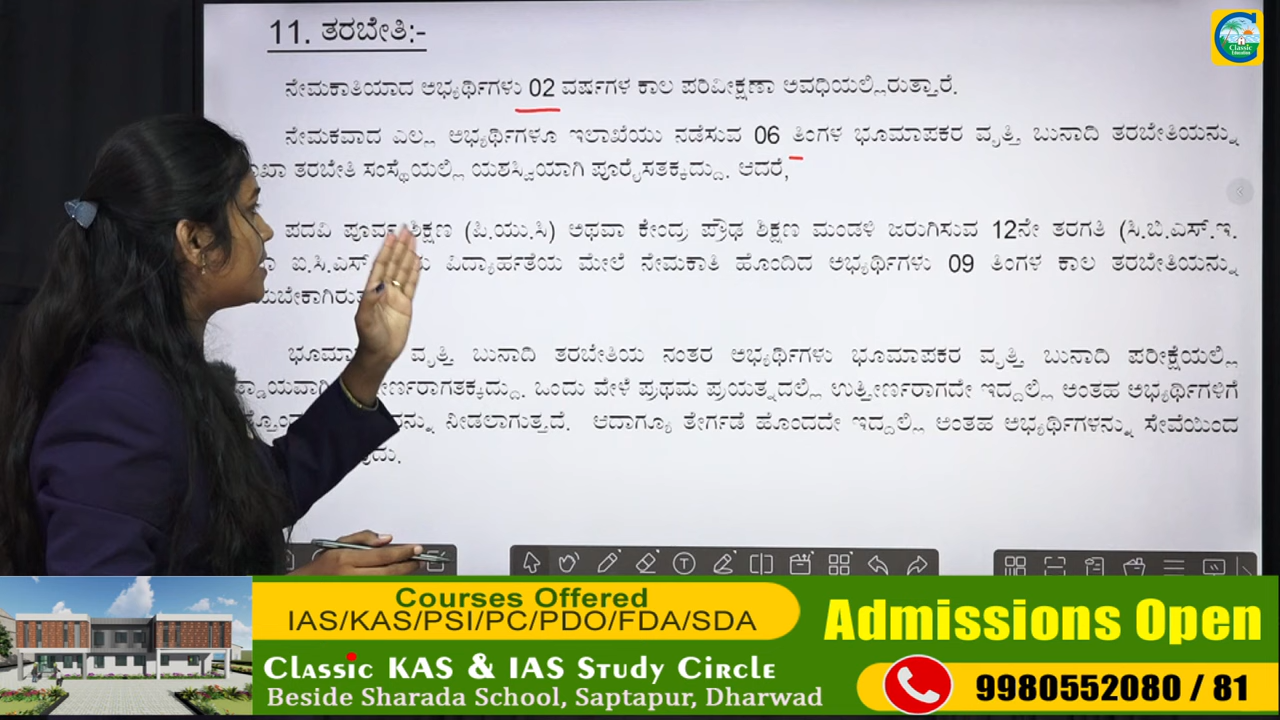 11. ತರಬೇತಿ:-
ನೇಮಕಾತಿಯಾದ ಅಭ್ಯರ್ಥಿಗಳು 02 ವರ್ಷಗಳ ಕಾಲ ಪರಿವೀಕ್ಷಣಾ ಅವಧಿಯಲ್ಲಿರುತ್ತಾರೆ.
ನೇಮಕವಾದ ಎಲ್ಲ ಅಭ್ಯರ್ಥಿಗಳೂ ಇಲಾಖೆಯು ನಡೆಸುವ 06 ತಿಂಗಳ ಭೂಮಾಪಕರ ವೃತ್ತಿ ಬುನಾದಿ ತರಬೇತಿಯನ್ನು
ತರಬೇತಿ ಸಂಸ್ಥೆಯಲ್ಲಿ ಯಶಸ್ವಿಯಾಗಿ ಪೂರೈಸತಕ್ಕದ್ದು. ಆದರೆ,
ಪದವಿ ಪೂರ್ವ ಶಿಕ್ಷಣ (ಪಿ.ಯು.ಸಿ) ಅಥವಾ ಕೇಂದ್ರ ಪ್ರೌಢ ಶಿಕ್ಷಣ ಮಂಡಳಿ ಜರುಗಿಸುವ 12ನೇ ತರಗತಿ (ಸಿ.ಬಿ.ಎಸ್.ಇ.
ಐ.ಸಿ.ಎಸ್ ವಿದ್ಯಾರ್ಹತೆಯ ಮೇಲೆ ನೇಮಕಾತಿ ಹೊಂದಿದ ಅಭ್ಯರ್ಥಿಗಳು 09 ತಿಂಗಳ ಕಾಲ ತರಬೇತಿಯನ್ನು
ವೃತ್ತಿ ಬುನಾದಿ ತರಬೇತಿಯ ನಂತರ ಅಭ್ಯರ್ಥಿಗಳು ಭೂಮಾಪಕರ ವೃತ್ತಿ ಬುನಾದಿ ಪರೀಕ್ಷೆಯಲ್ಲಿ
ಒಂದು ವೇಳೆ ಪ್ರಥಮ ಪ್ರಯತ್ನದಲ್ಲಿ ಉತ್ತೀರ್ಣರಾಗದೇ ಇದ್ದಲ್ಲಿ ಅಂತಹ ಅಭ್ಯರ್ಥಿಗಳಿಗೆ
ನೀಡಲಾಗುತ್ತದೆ. ಆದಾಗ್ಯೂ ತೇರ್ಗಡೆ ಹೊಂದದೇ ಇದ್ದಲ್ಲಿ ಅಂತಹ ಅಭ್ಯರ್ಥಿಗಳನ್ನು ಸೇವೆಯಿಂದ
Classic
Education
Courses Offered
IAS/KAS/PSI/PC/PDO/FDA/SDA
Classic KAS & IAS Study Circle
Beside Sharada School, Saptapur, Dharwad
Admissions Open
9980552080 / 81